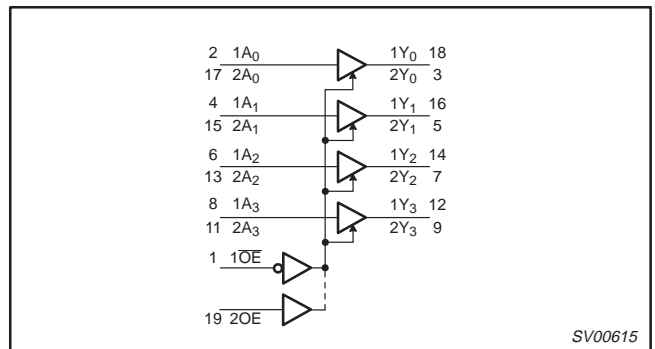 2 1A0 1Y0 18
17 2A0 2Y0 3
4 1A1 1Y1 16
15 2A1 2Y1 5
6 1A2 1Y2 14
13 2A2 2Y2 7
8 1A3 1Y3 12
11 2A3 2Y3 9
1 1O̅E̅
19 2OE
SV00615